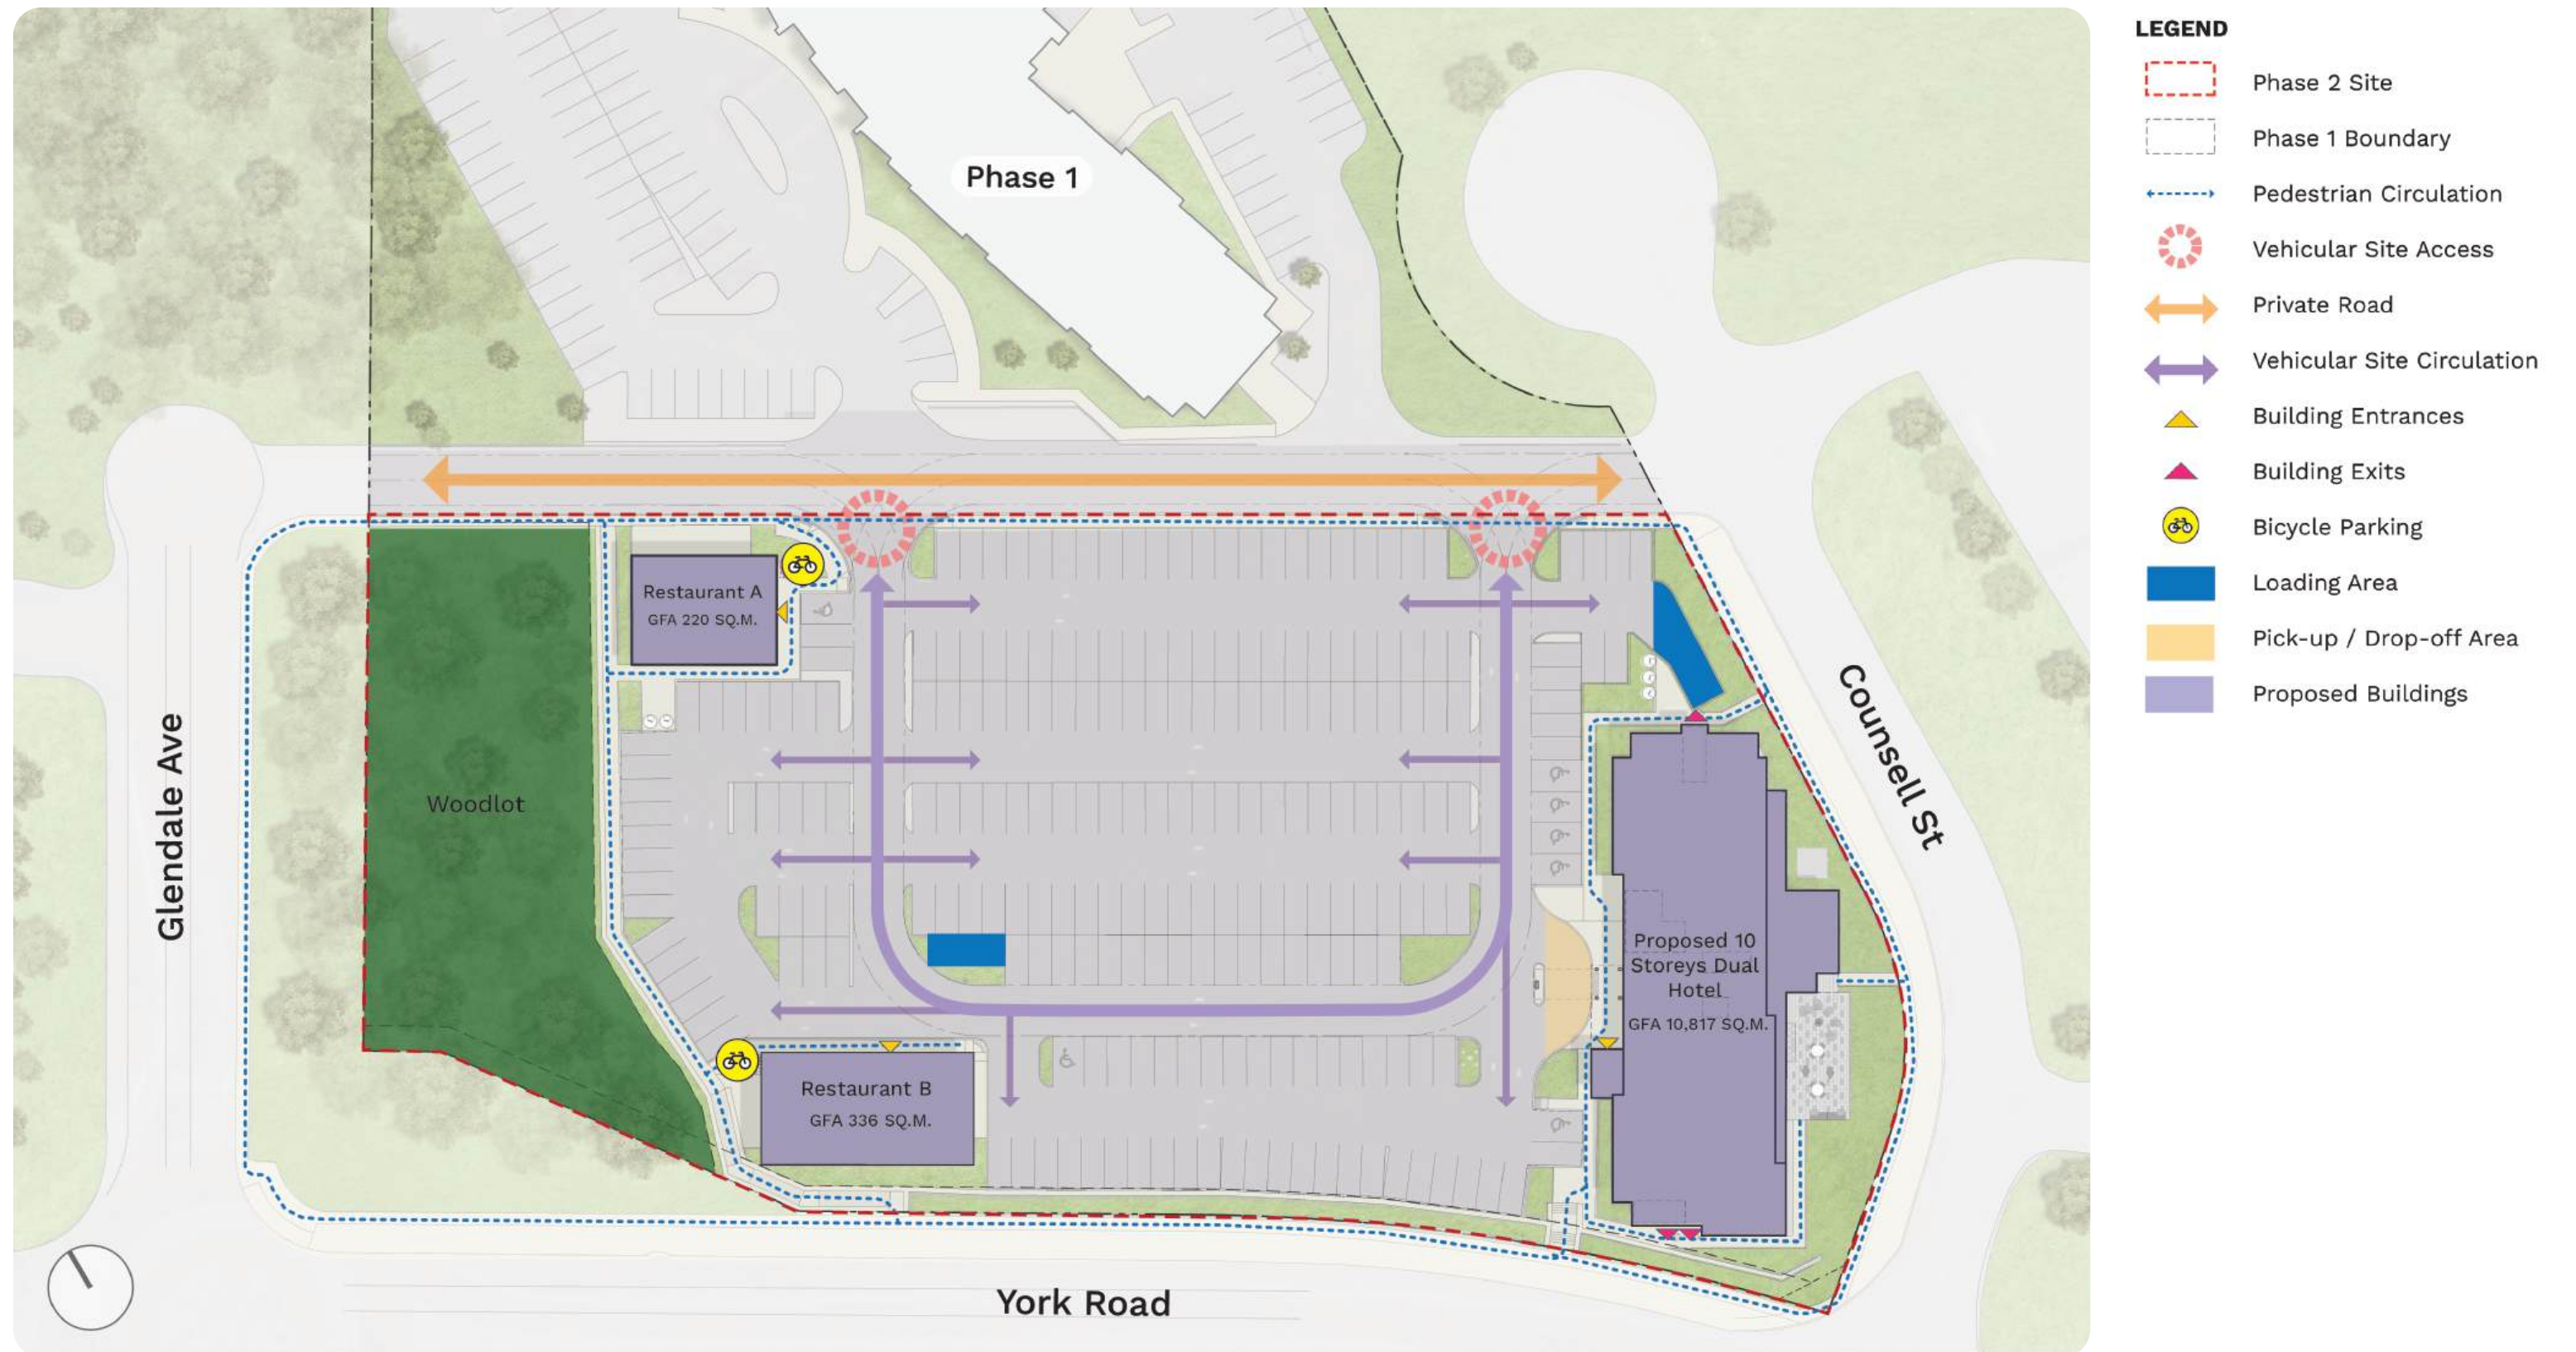 Phase 1
Restaurant A
GFA 220 SQ.M.
Woodlot
Glendale Ave
Counsell St
Proposed 10
Storeys Dual
Hotel
GFA 10,817 SQ.M.
Restaurant B
GFA 336 SQ.M.
York Road
LEGEND
Phase 2 Site
Phase 1 Boundary
Pedestrian Circulation
Vehicular Site Access
Private Road
Vehicular Site Circulation
Building Entrances
Building Exits
Bicycle Parking
Loading Area
Pick-up / Drop-off Area
Proposed Buildings